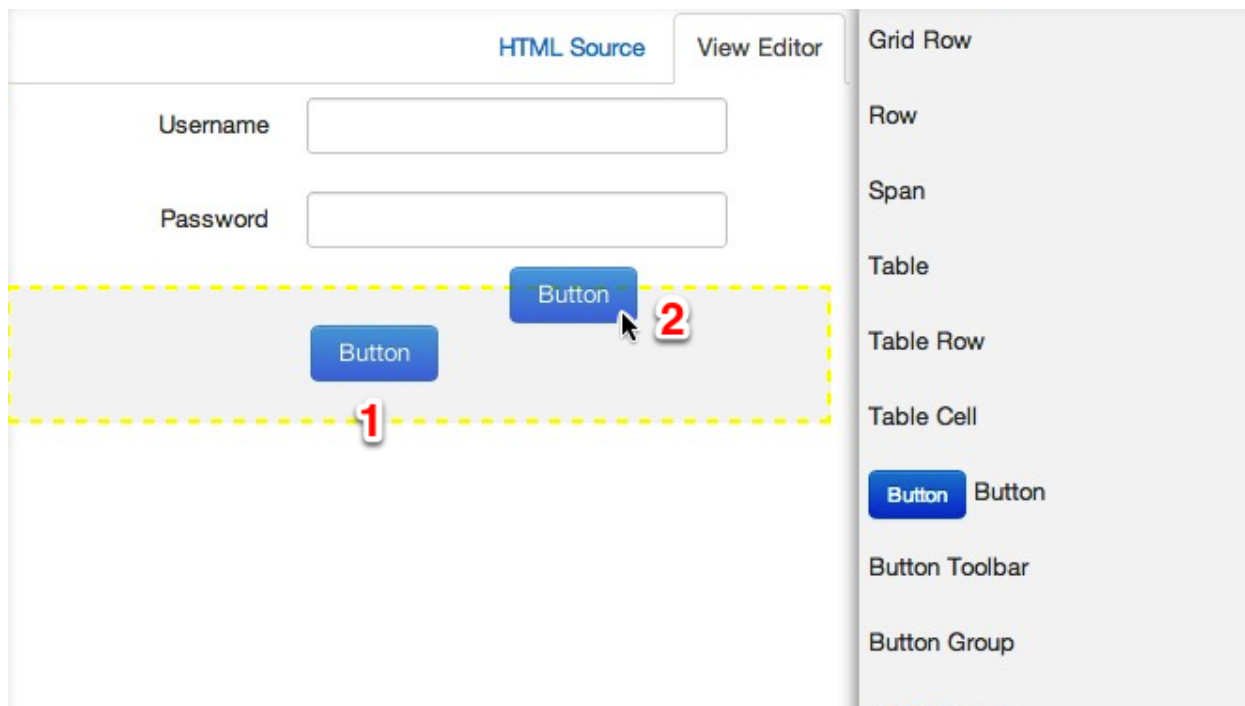 HTML Source
View Editor
Username
Password
Button
2
Button
1
Grid Row
Row
Span
Table
Table Row
Table Cell
Button Button
Button Toolbar
Button Group